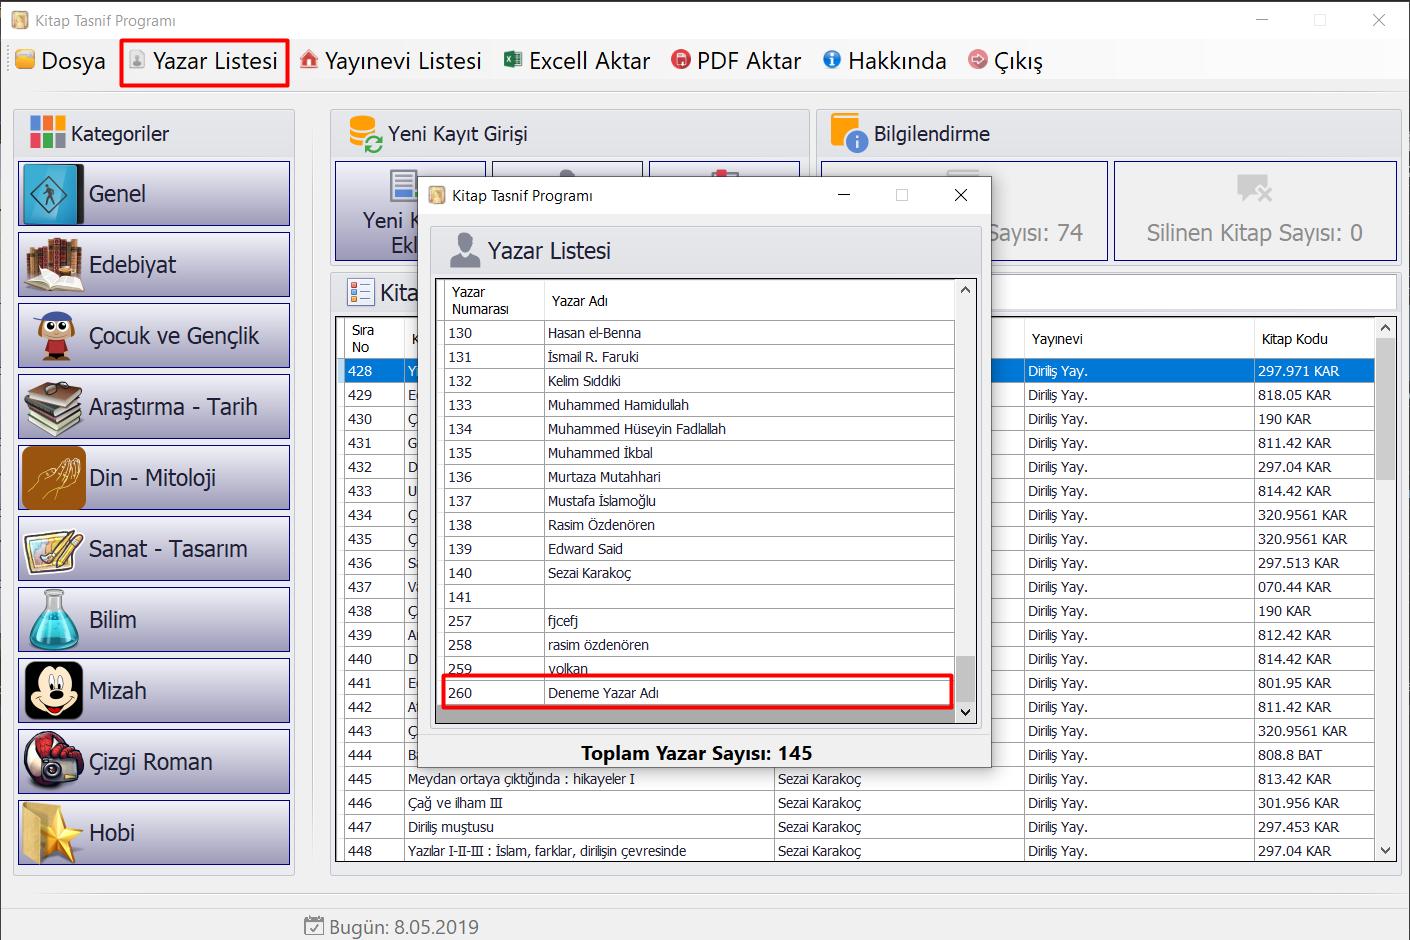 Kitap Tasnif Programı
Dosya
Yazar Listesi
Yayınevi Listesi
Excell Aktar
PDF Aktar
Hakkında
Çıkış
Kategoriler
Genel
Edebiyat
Çocuk ve Gençlik
Araştırma - Tarih
Din - Mitoloji
Sanat - Tasarım
Bilim
Mizah
Çizgi Roman
Hobi
Yeni Kayıt Girişi
Yeni
Bilgilendirme
Sayısı: 74
Silinen Kitap Sayısı: 0
Kitap Tasnif Programı
Yazar Listesi
Yazar Numarası Yazar Adı
130 Hasan el-Benna
131 İsmail R. Faruki
132 Kelim Sıddıki
133 Muhammed Hamidullah
134 Muhammed Hüseyin Fadlallah
135 Muhammed İkbal
136 Murtaza Mutahhari
137 Mustafa İslamoğlu
138 Rasim Özdenören
139 Edward Said
140 Sezai Karakoç
141
257 fjcefj
258 rasim özdenören
259 volkan
260 Deneme Yazar Adı
Toplam Yazar Sayısı: 145
Sıra No Yayınevi Kitap Kodu
428 Diriliş Yay. 297.971 KAR
429 Diriliş Yay. 818.05 KAR
430 Diriliş Yay. 190 KAR
431 Diriliş Yay. 811.42 KAR
432 Diriliş Yay. 297.04 KAR
433 Diriliş Yay. 814.42 KAR
434 Diriliş Yay. 320.9561 KAR
435 Diriliş Yay. 320.9561 KAR
436 Diriliş Yay. 297.513 KAR
437 Diriliş Yay. 070.44 KAR
438 Diriliş Yay. 190 KAR
439 Diriliş Yay. 812.42 KAR
440 Diriliş Yay. 814.42 KAR
441 Diriliş Yay. 801.95 KAR
442 Diriliş Yay. 811.42 KAR
443 Diriliş Yay. 320.9561 KAR
444 Diriliş Yay. 808.8 BAT
445 Meydan ortaya çıktığında : hikayeler I Sezai Karakoç Diriliş Yay. 813.42 KAR
446 Çağ ve ilham III Sezai Karakoç Diriliş Yay. 301.956 KAR
447 Diriliş muştusu Sezai Karakoç Diriliş Yay. 297.453 KAR
448 Yazılar I-II-III : İslam, farklar, dirilişin çevresinde Sezai Karakoç Diriliş Yay. 297.04 KAR
Bugün: 8.05.2019